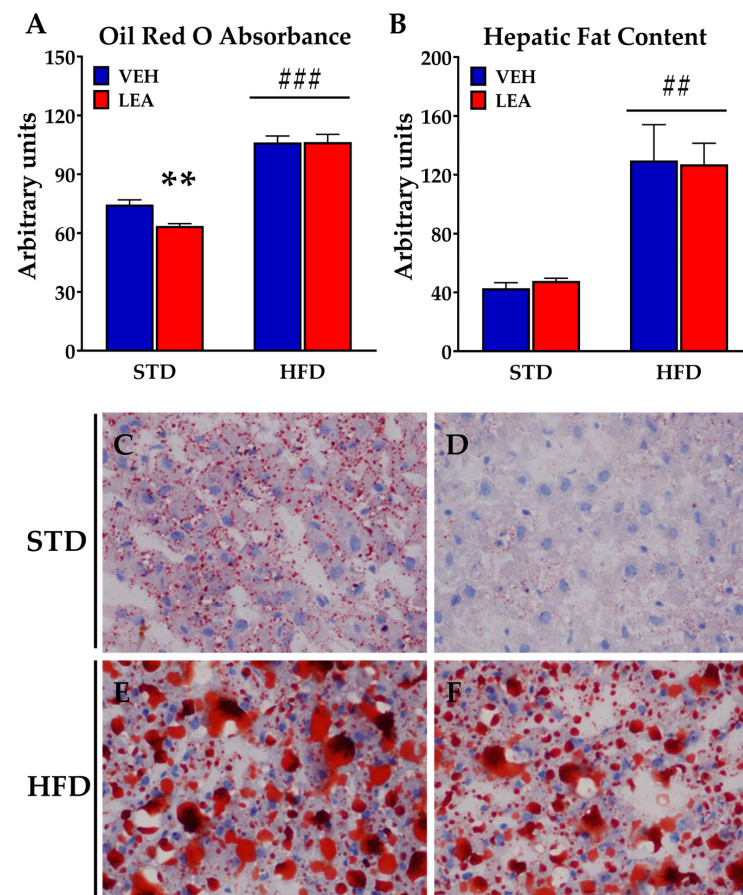 A
Oil Red O Absorbance
Arbitrary units
150
120
90
60
30
0
VEH
LEA
**
###
STD
HFD
B
Hepatic Fat Content
Arbitrary units
200
160
120
80
40
0
VEH
LEA
##
STD
HFD
STD
C
D
HFD
E
F